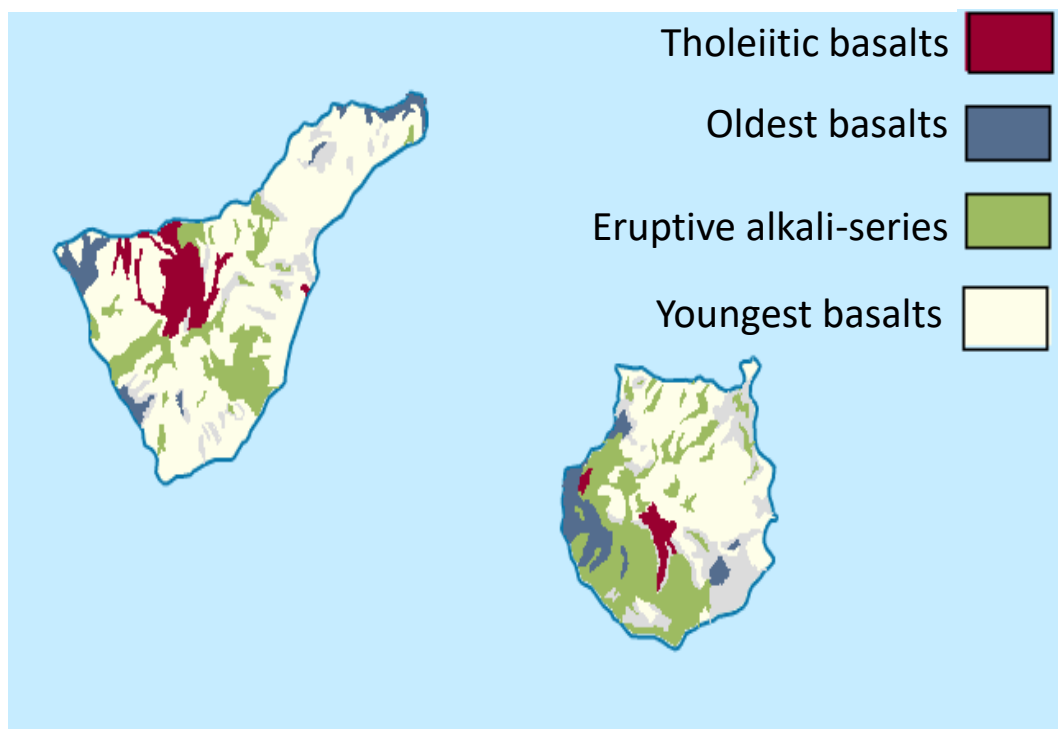 Tholeiitic basalts
Oldest basalts
Eruptive alkali-series
Youngest basalts